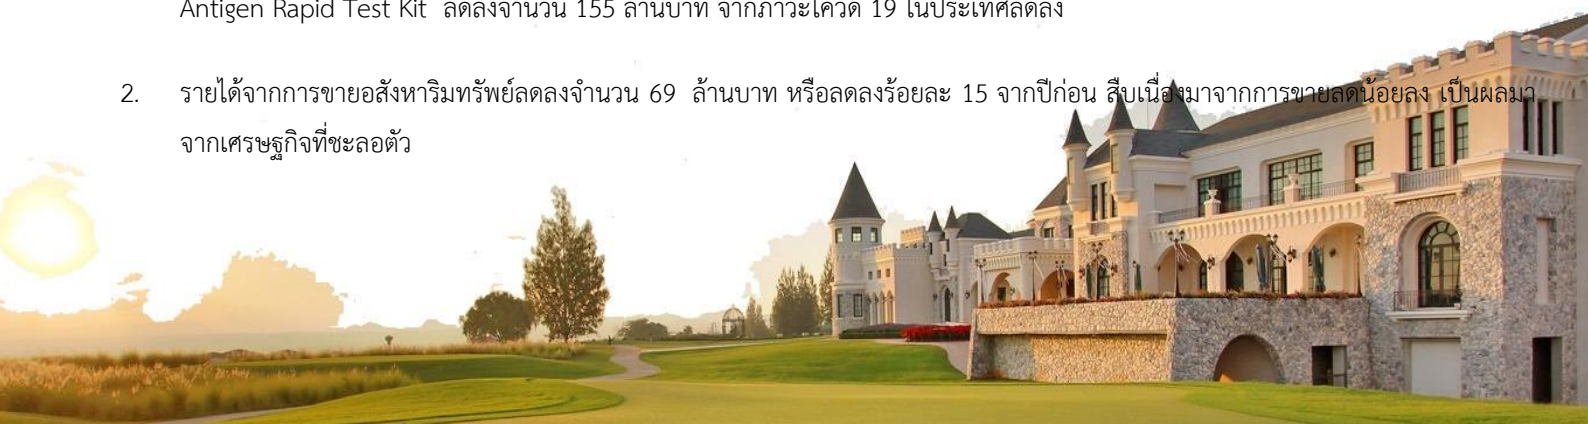 Antigen Rapid Test Kit ลดลงจำนวน 155 ล้านบาท จากภาวะโควิด 19 ในประเทศลดลง
2. รายได้จากการขายอสังหาริมทรัพย์ลดลงจำนวน 69 ล้านบาท หรือลดลงร้อยละ 15 จากปีก่อน สืบเนื่องมาจากการขายลดน้อยลง เป็นผลมา
จากเศรษฐกิจที่ชะลอตัว